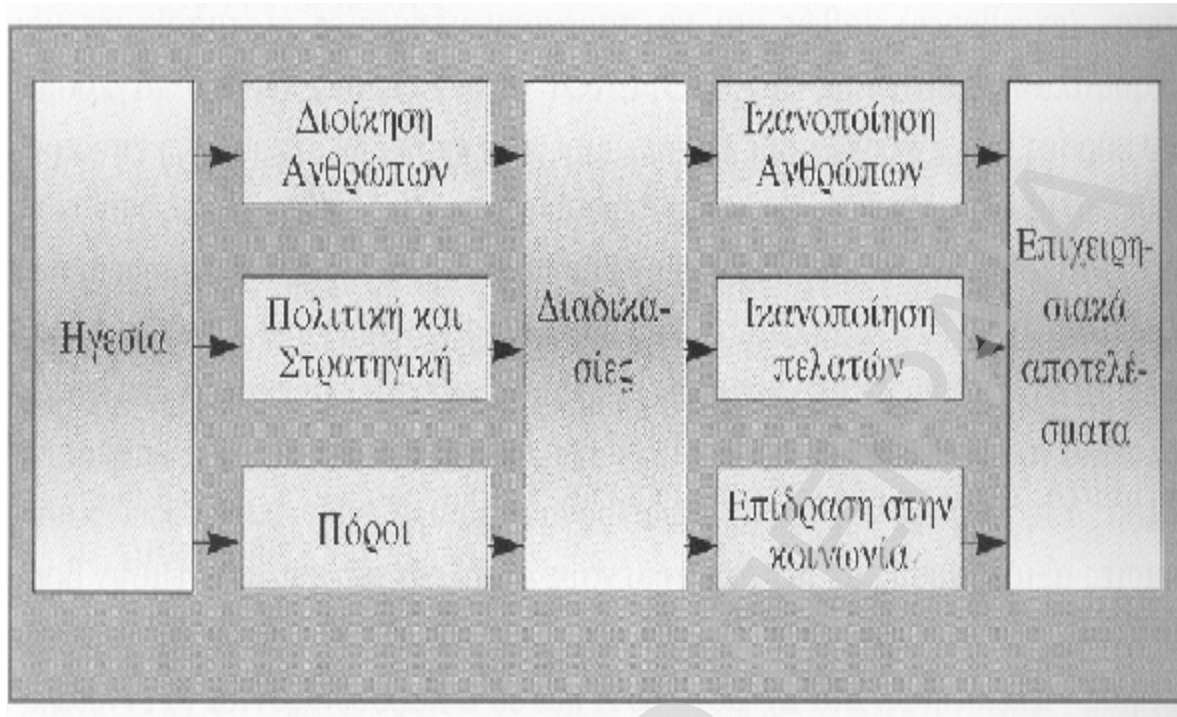 Ηγεσία
Διοίκηση
Ανθρώπων
Πολιτική και
Στρατηγική
Πόροι
Διαδικα-
σίες
Ικανοποίηση
Ανθρώπων
Ικανοποίηση
πελατών
Επίδραση στην
κοινωνία
Επιχειρη-
σιακά
αποτελέ-
σματα